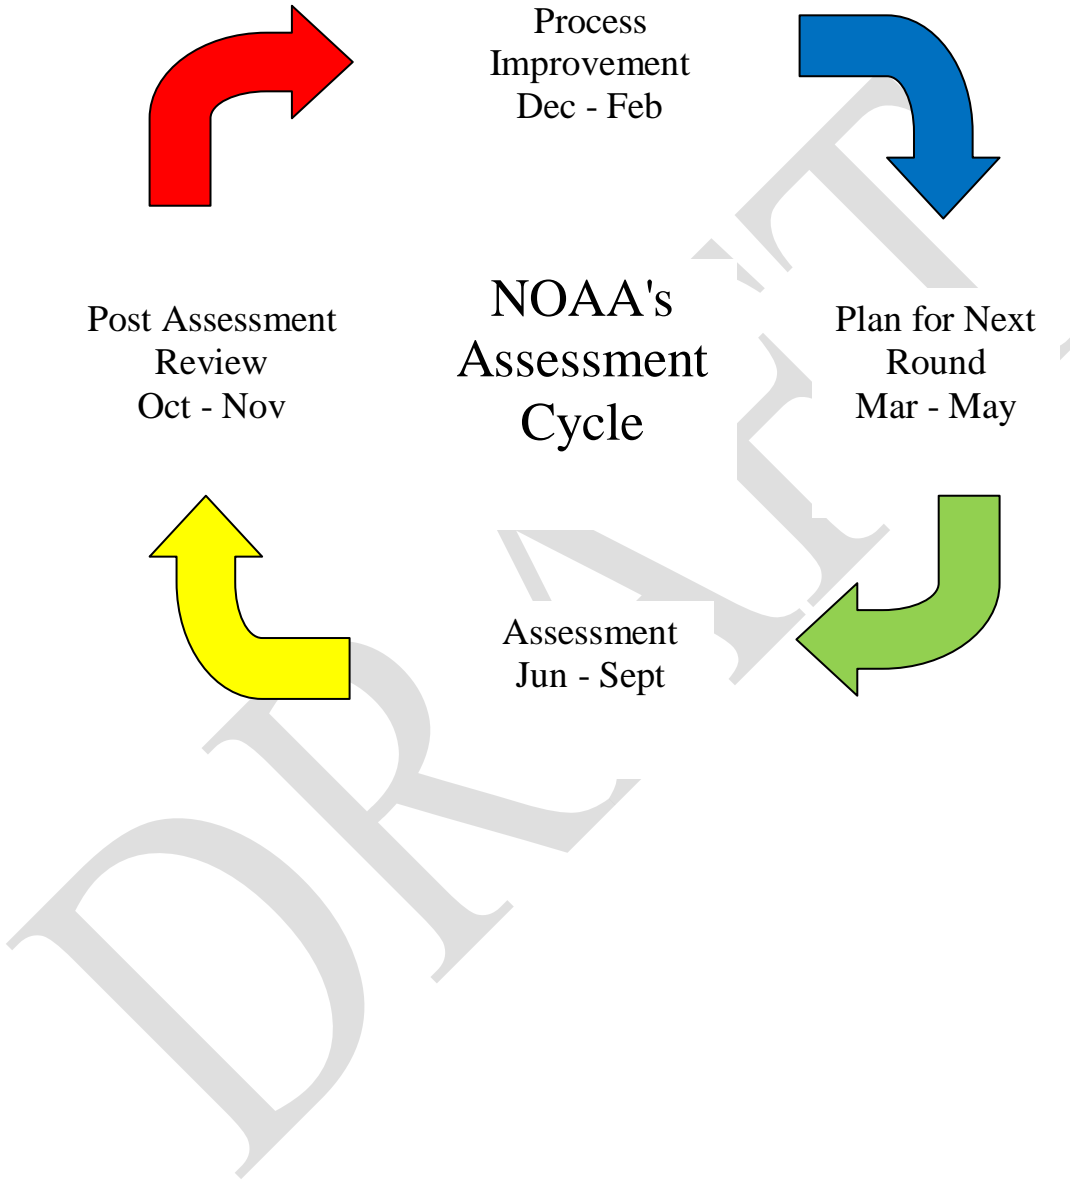 Process
Improvement
Dec - Feb
Post Assessment
Review
Oct - Nov
NOAA's
Assessment
Cycle
Plan for Next
Round
Mar - May
Assessment
Jun - Sept
DRAFT